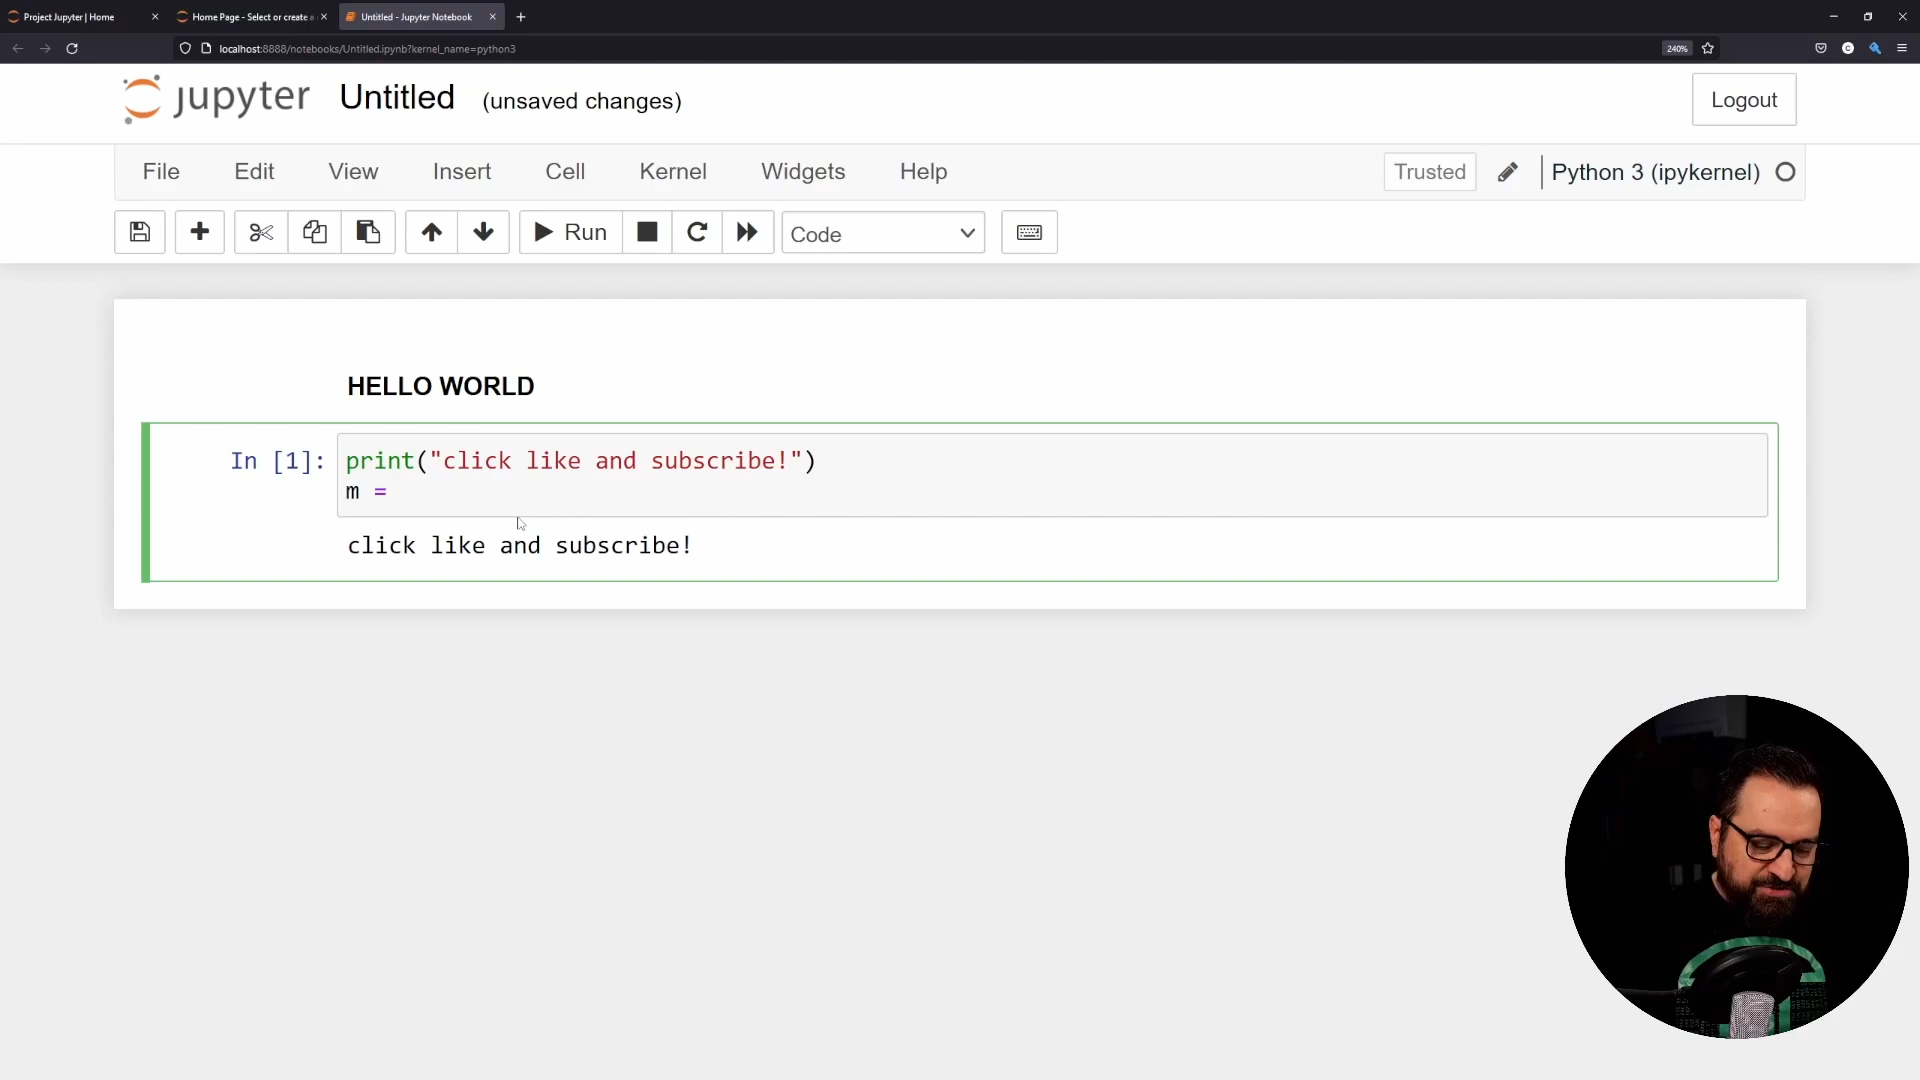 Project Jupyter | Home
Home Page - Select or create a
Untitled - Jupyter Notebook
localhost:8888/notebooks/Untitled.ipynb?kernel_name=python3
240%
jupyter Untitled (unsaved changes)
Logout
File Edit View Insert Cell Kernel Widgets Help
Trusted
Python 3 (ipykernel)
Run
Code
HELLO WORLD
In [1]: print("click like and subscribe!")
m =
click like and subscribe!